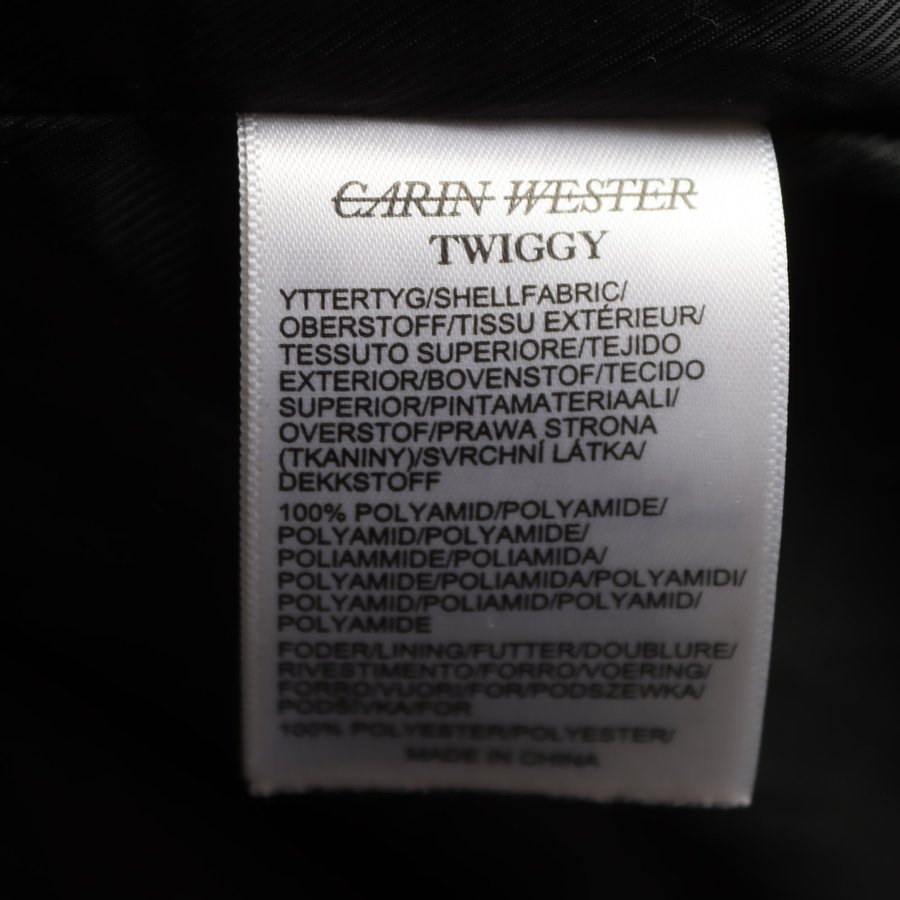 CARIN WESTER
TWIGGY
YTTERTYG/SHELLFABRIC/
OBERSTOFF/TISSU EXTÉRIEUR/
TESSUTO SUPERIORE/TEJIDO
EXTERIOR/BOVENSTOF/TECIDO
SUPERIOR/PINTAMATERIAALI/
OVERSTOF/PRAWA STRONA
(TKANINY)/SVRCHNÍ LÁTKA/
DEKKSTOFF
100% POLYAMID/POLYAMIDE/
POLYAMID/POLYAMIDE/
POLIAMMIDE/POLIAMIDA/
POLYAMIDE/POLIAMIDA/POLYAMIDI/
POLYAMID/POLIAMID/POLYAMID/
POLYAMIDE
FODER/LINING/FUTTER/DOUBLURE/
RIVESTIMENTO/FORRO/VOERING/
FORRO/VUORI/FOR/PODSZEWKA/
PODŠÍVKA/FOR
100% POLYESTER/POLYESTER/
MADE IN CHINA